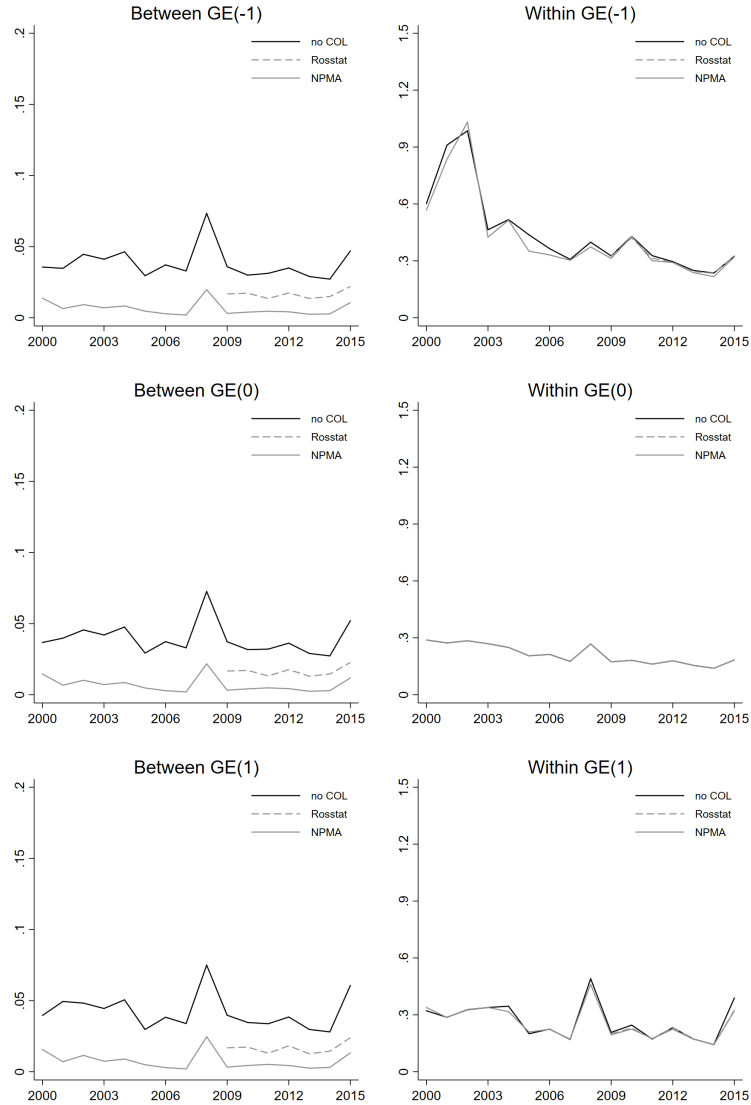 Between GE(-1)
.2
.15
.1
.05
0
no COL
Rosstat
NPMA
2000 2003 2006 2009 2012 2015
Within GE(-1)
1.5
1.2
.9
.6
.3
0
no COL
Rosstat
NPMA
2000 2003 2006 2009 2012 2015
Between GE(0)
.2
.15
.1
.05
0
no COL
Rosstat
NPMA
2000 2003 2006 2009 2012 2015
Within GE(0)
1.5
1.2
.9
.6
.3
0
no COL
Rosstat
NPMA
2000 2003 2006 2009 2012 2015
Between GE(1)
.2
.15
.1
.05
0
no COL
Rosstat
NPMA
2000 2003 2006 2009 2012 2015
Within GE(1)
1.5
1.2
.9
.6
.3
0
no COL
Rosstat
NPMA
2000 2003 2006 2009 2012 2015